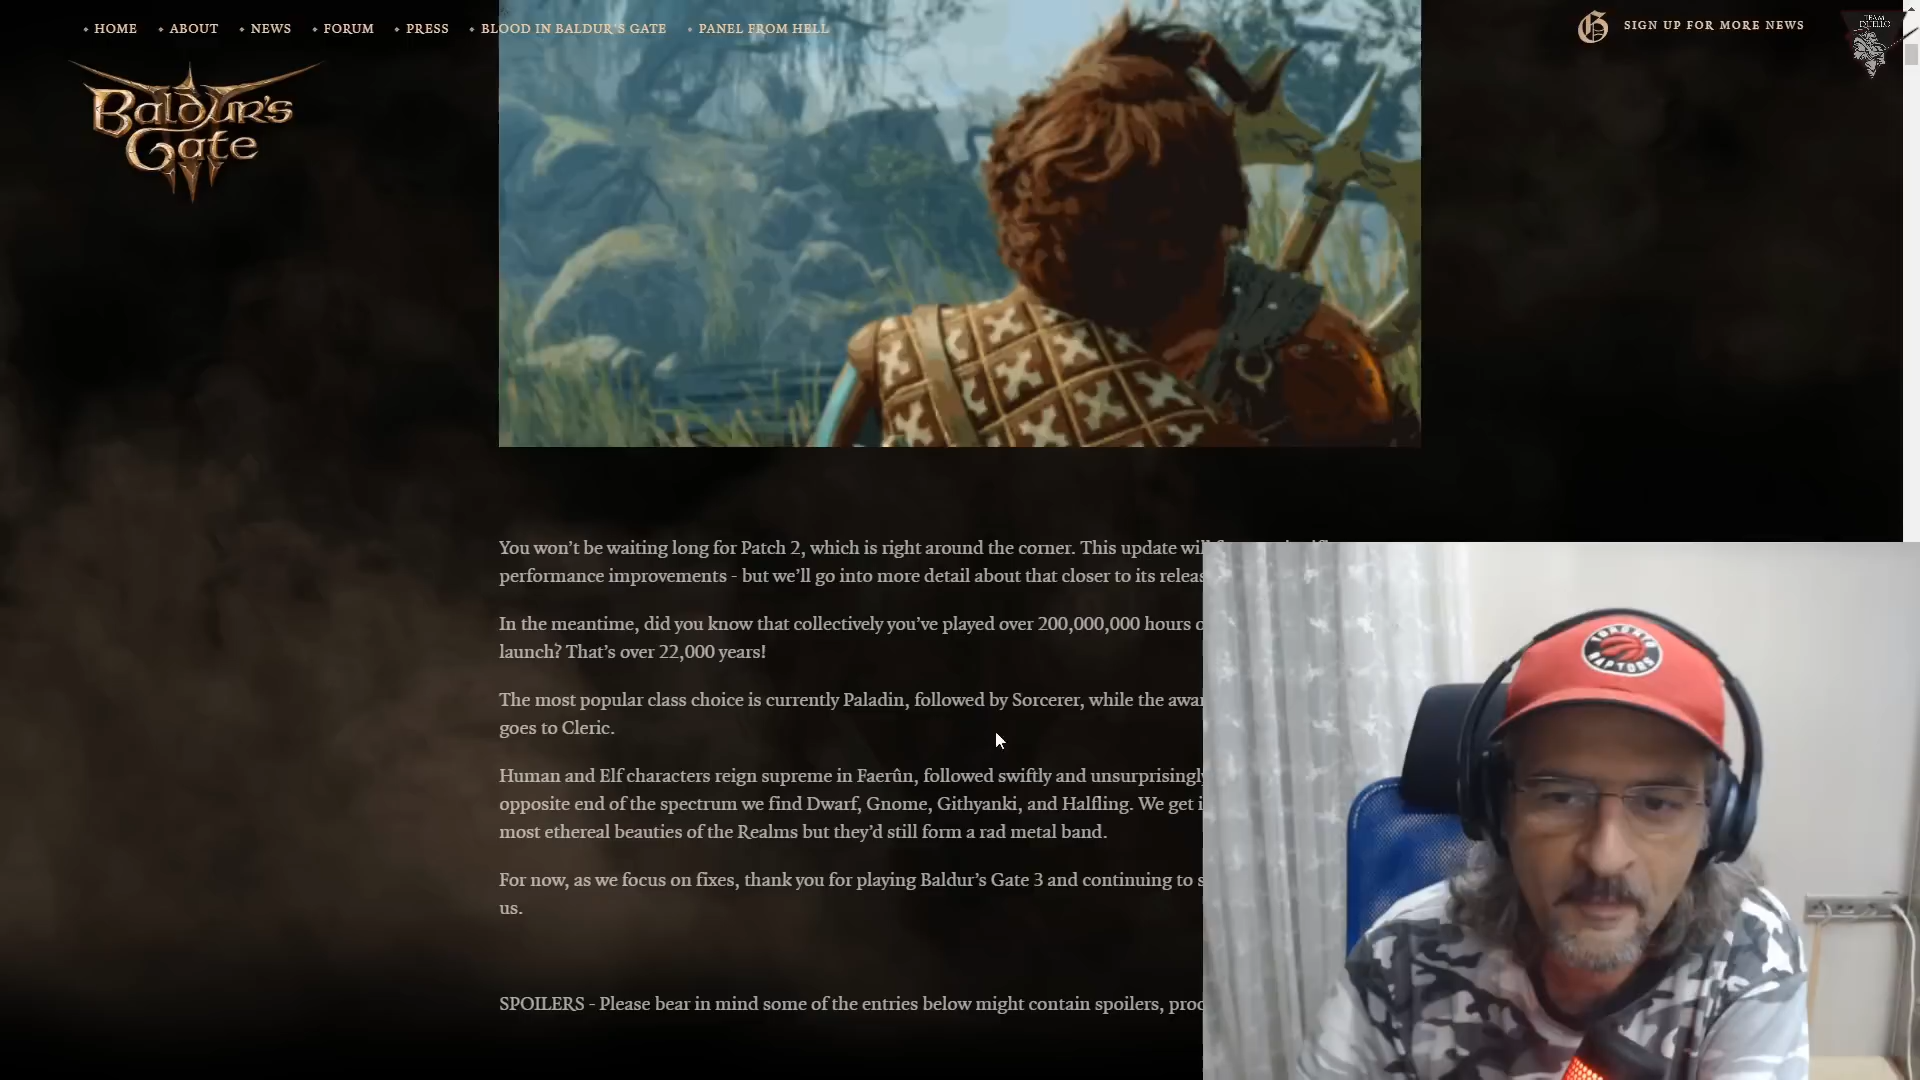 HOME ABOUT NEWS FORUM PRESS BLOOD IN BALDUR'S GATE PANEL FROM HELL
SIGN UP FOR MORE NEWS
TEAM
Baldur's
Gate
You won't be waiting long for Patch 2, which is right around the corner. This update will
performance improvements - but we'll go into more detail about that closer to its releas
In the meantime, did you know that collectively you've played over 200,000,000 hours o
launch? That's over 22,000 years!
The most popular class choice is currently Paladin, followed by Sorcerer, while the awar
goes to Cleric.
Human and Elf characters reign supreme in Faerûn, followed swiftly and unsurprisingly
opposite end of the spectrum we find Dwarf, Gnome, Githyanki, and Halfling. We get i
most ethereal beauties of the Realms but they'd still form a rad metal band.
For now, as we focus on fixes, thank you for playing Baldur's Gate 3 and continuing to s
us.
SPOILERS - Please bear in mind some of the entries below might contain spoilers, proc
TORONTO
RAPTORS